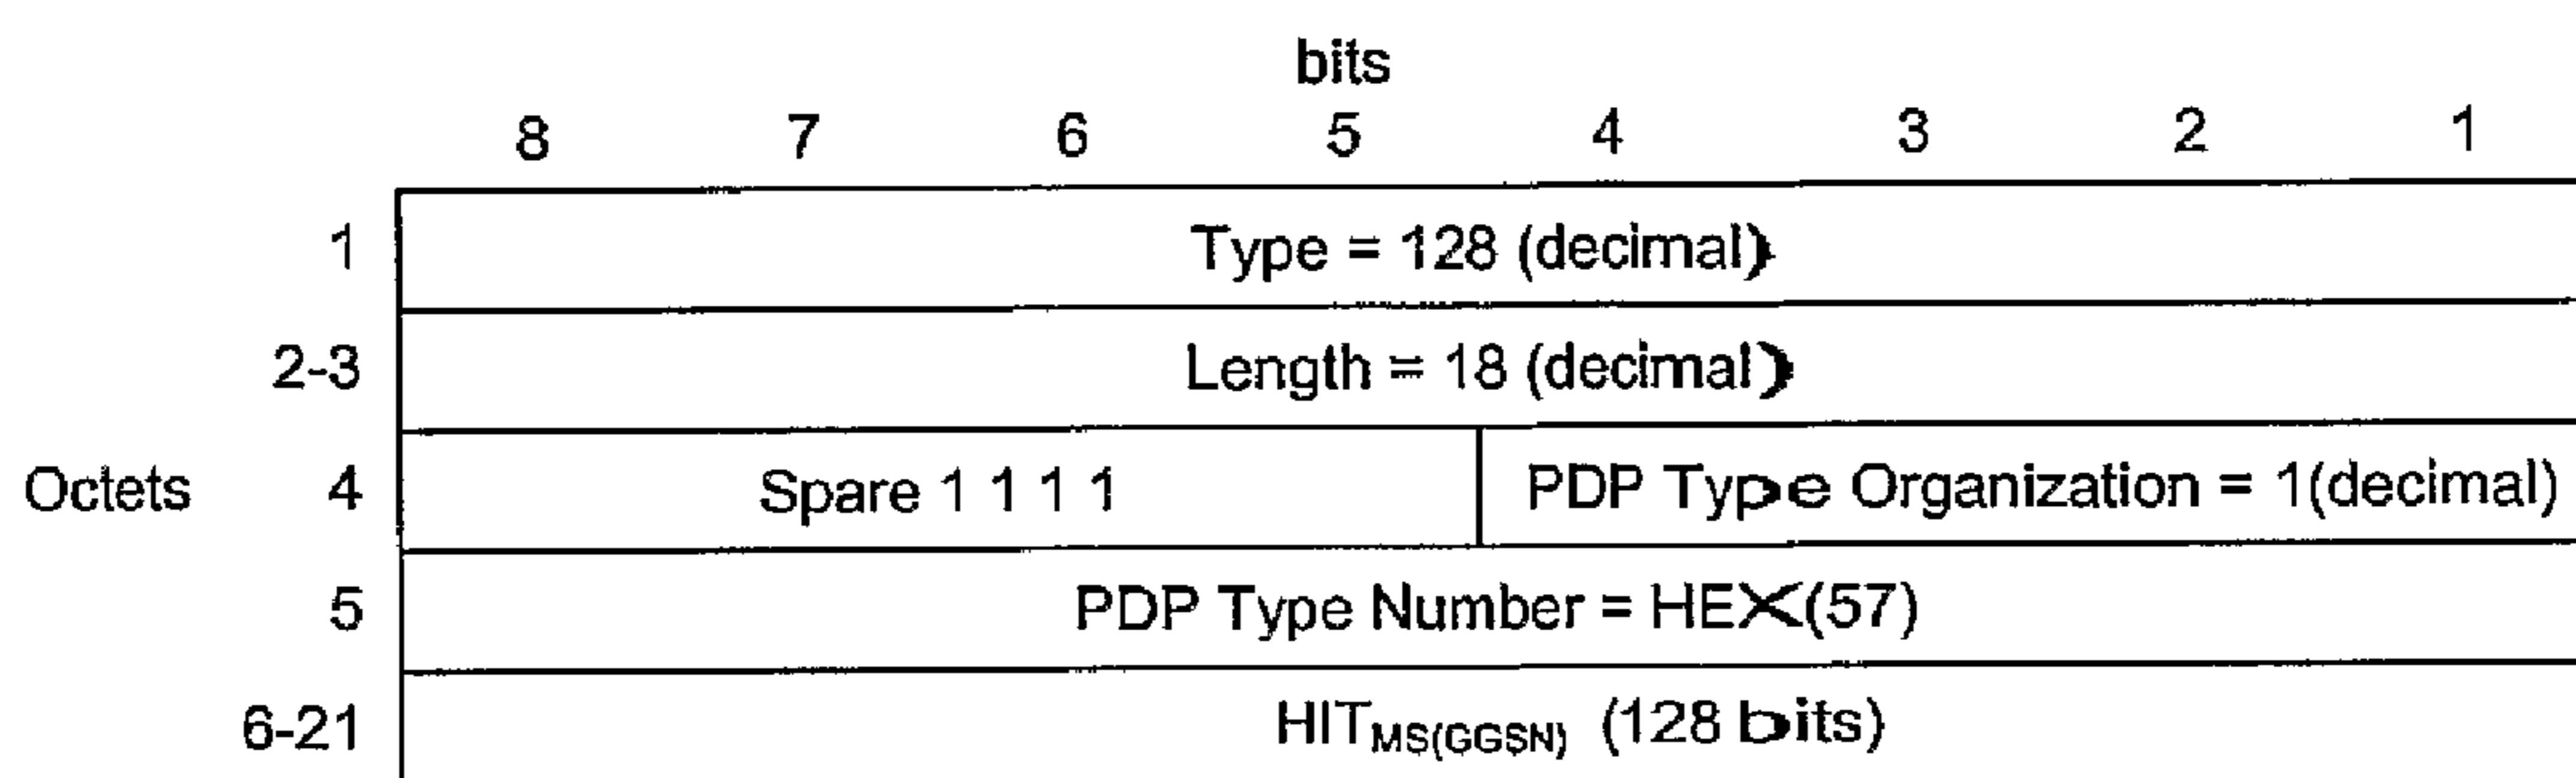 bits
8 7 6 5 4 3 2 1
1 Type = 128 (decimal)
2-3 Length = 18 (decimal)
Octets 4 Spare 1 1 1 1 PDP Type Organization = 1(decimal)
5 PDP Type Number = HEX(57)
6-21 HITMS(GGSN) (128 bits)